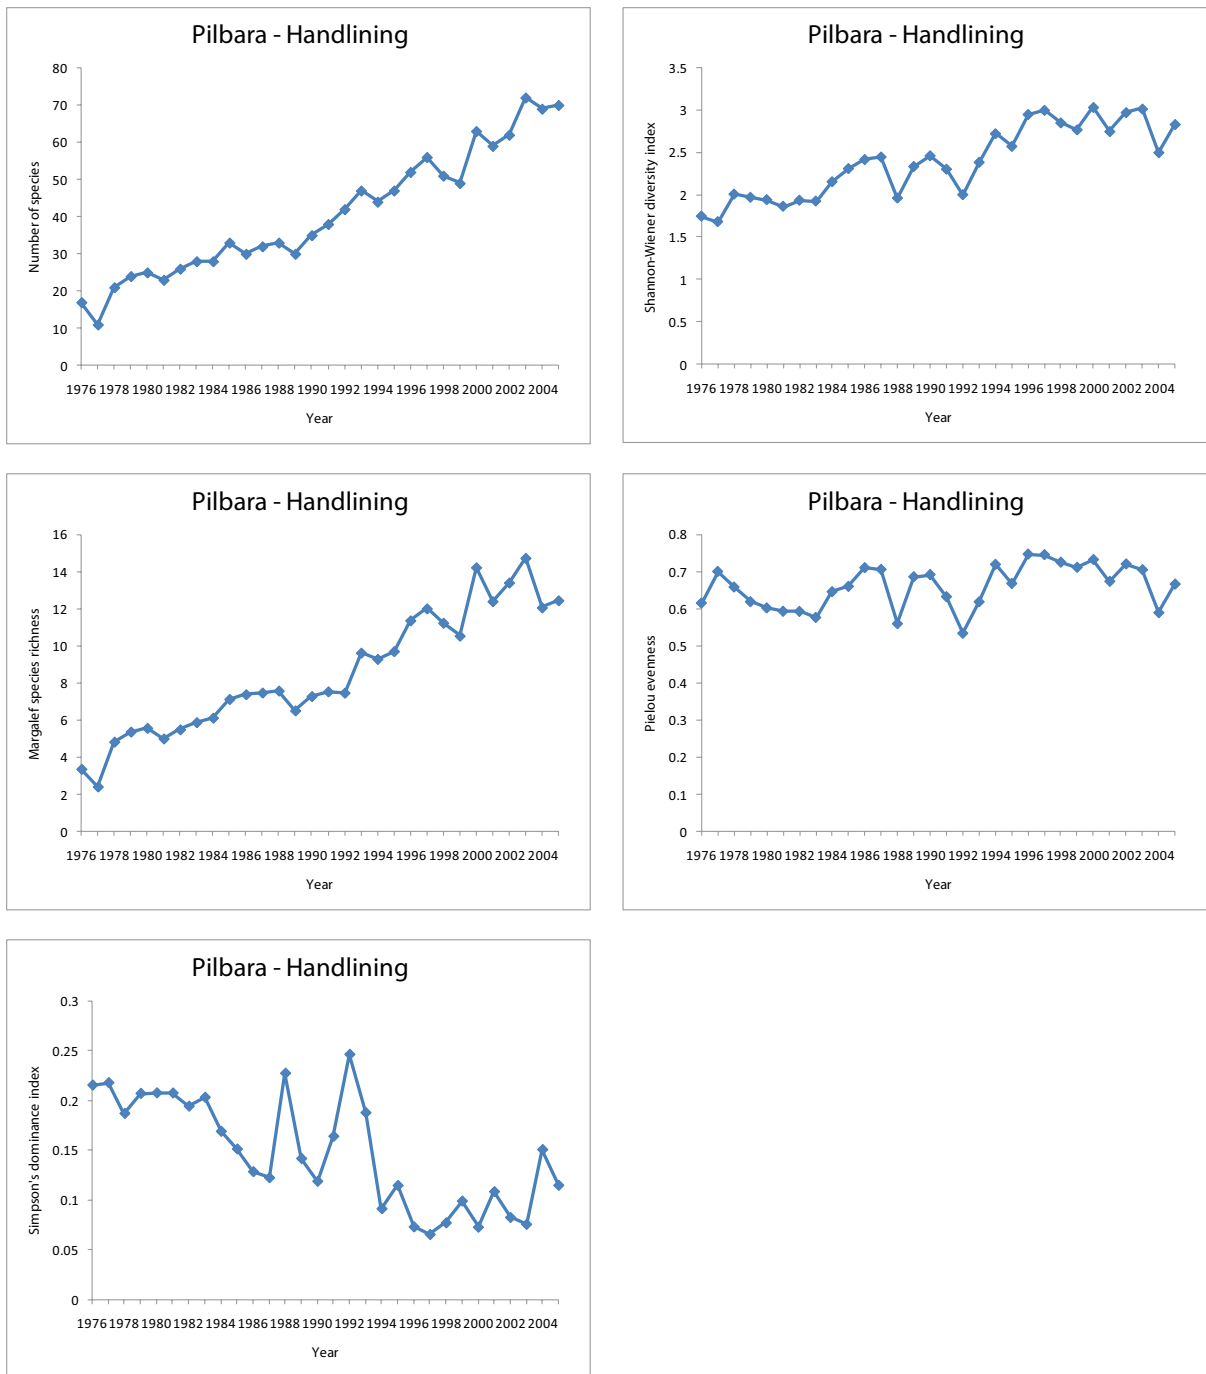 Pilbara - Handlining
Number of species
80
70
60
50
40
30
20
10
0
1976 1978 1980 1982 1984 1986 1988 1990 1992 1994 1996 1998 2000 2002 2004
Year
Pilbara - Handlining
Shannon-Wiener diversity index
3.5
3
2.5
2
1.5
1
0.5
0
1976 1978 1980 1982 1984 1986 1988 1990 1992 1994 1996 1998 2000 2002 2004
Year
Pilbara - Handlining
Margalef species richness
16
14
12
10
8
6
4
2
0
1976 1978 1980 1982 1984 1986 1988 1990 1992 1994 1996 1998 2000 2002 2004
Year
Pilbara - Handlining
Pielou evenness
0.8
0.7
0.6
0.5
0.4
0.3
0.2
0.1
0
1976 1978 1980 1982 1984 1986 1988 1990 1992 1994 1996 1998 2000 2002 2004
Year
Pilbara - Handlining
Simpson's dominance index
0.3
0.25
0.2
0.15
0.1
0.05
0
1976 1978 1980 1982 1984 1986 1988 1990 1992 1994 1996 1998 2000 2002 2004
Year